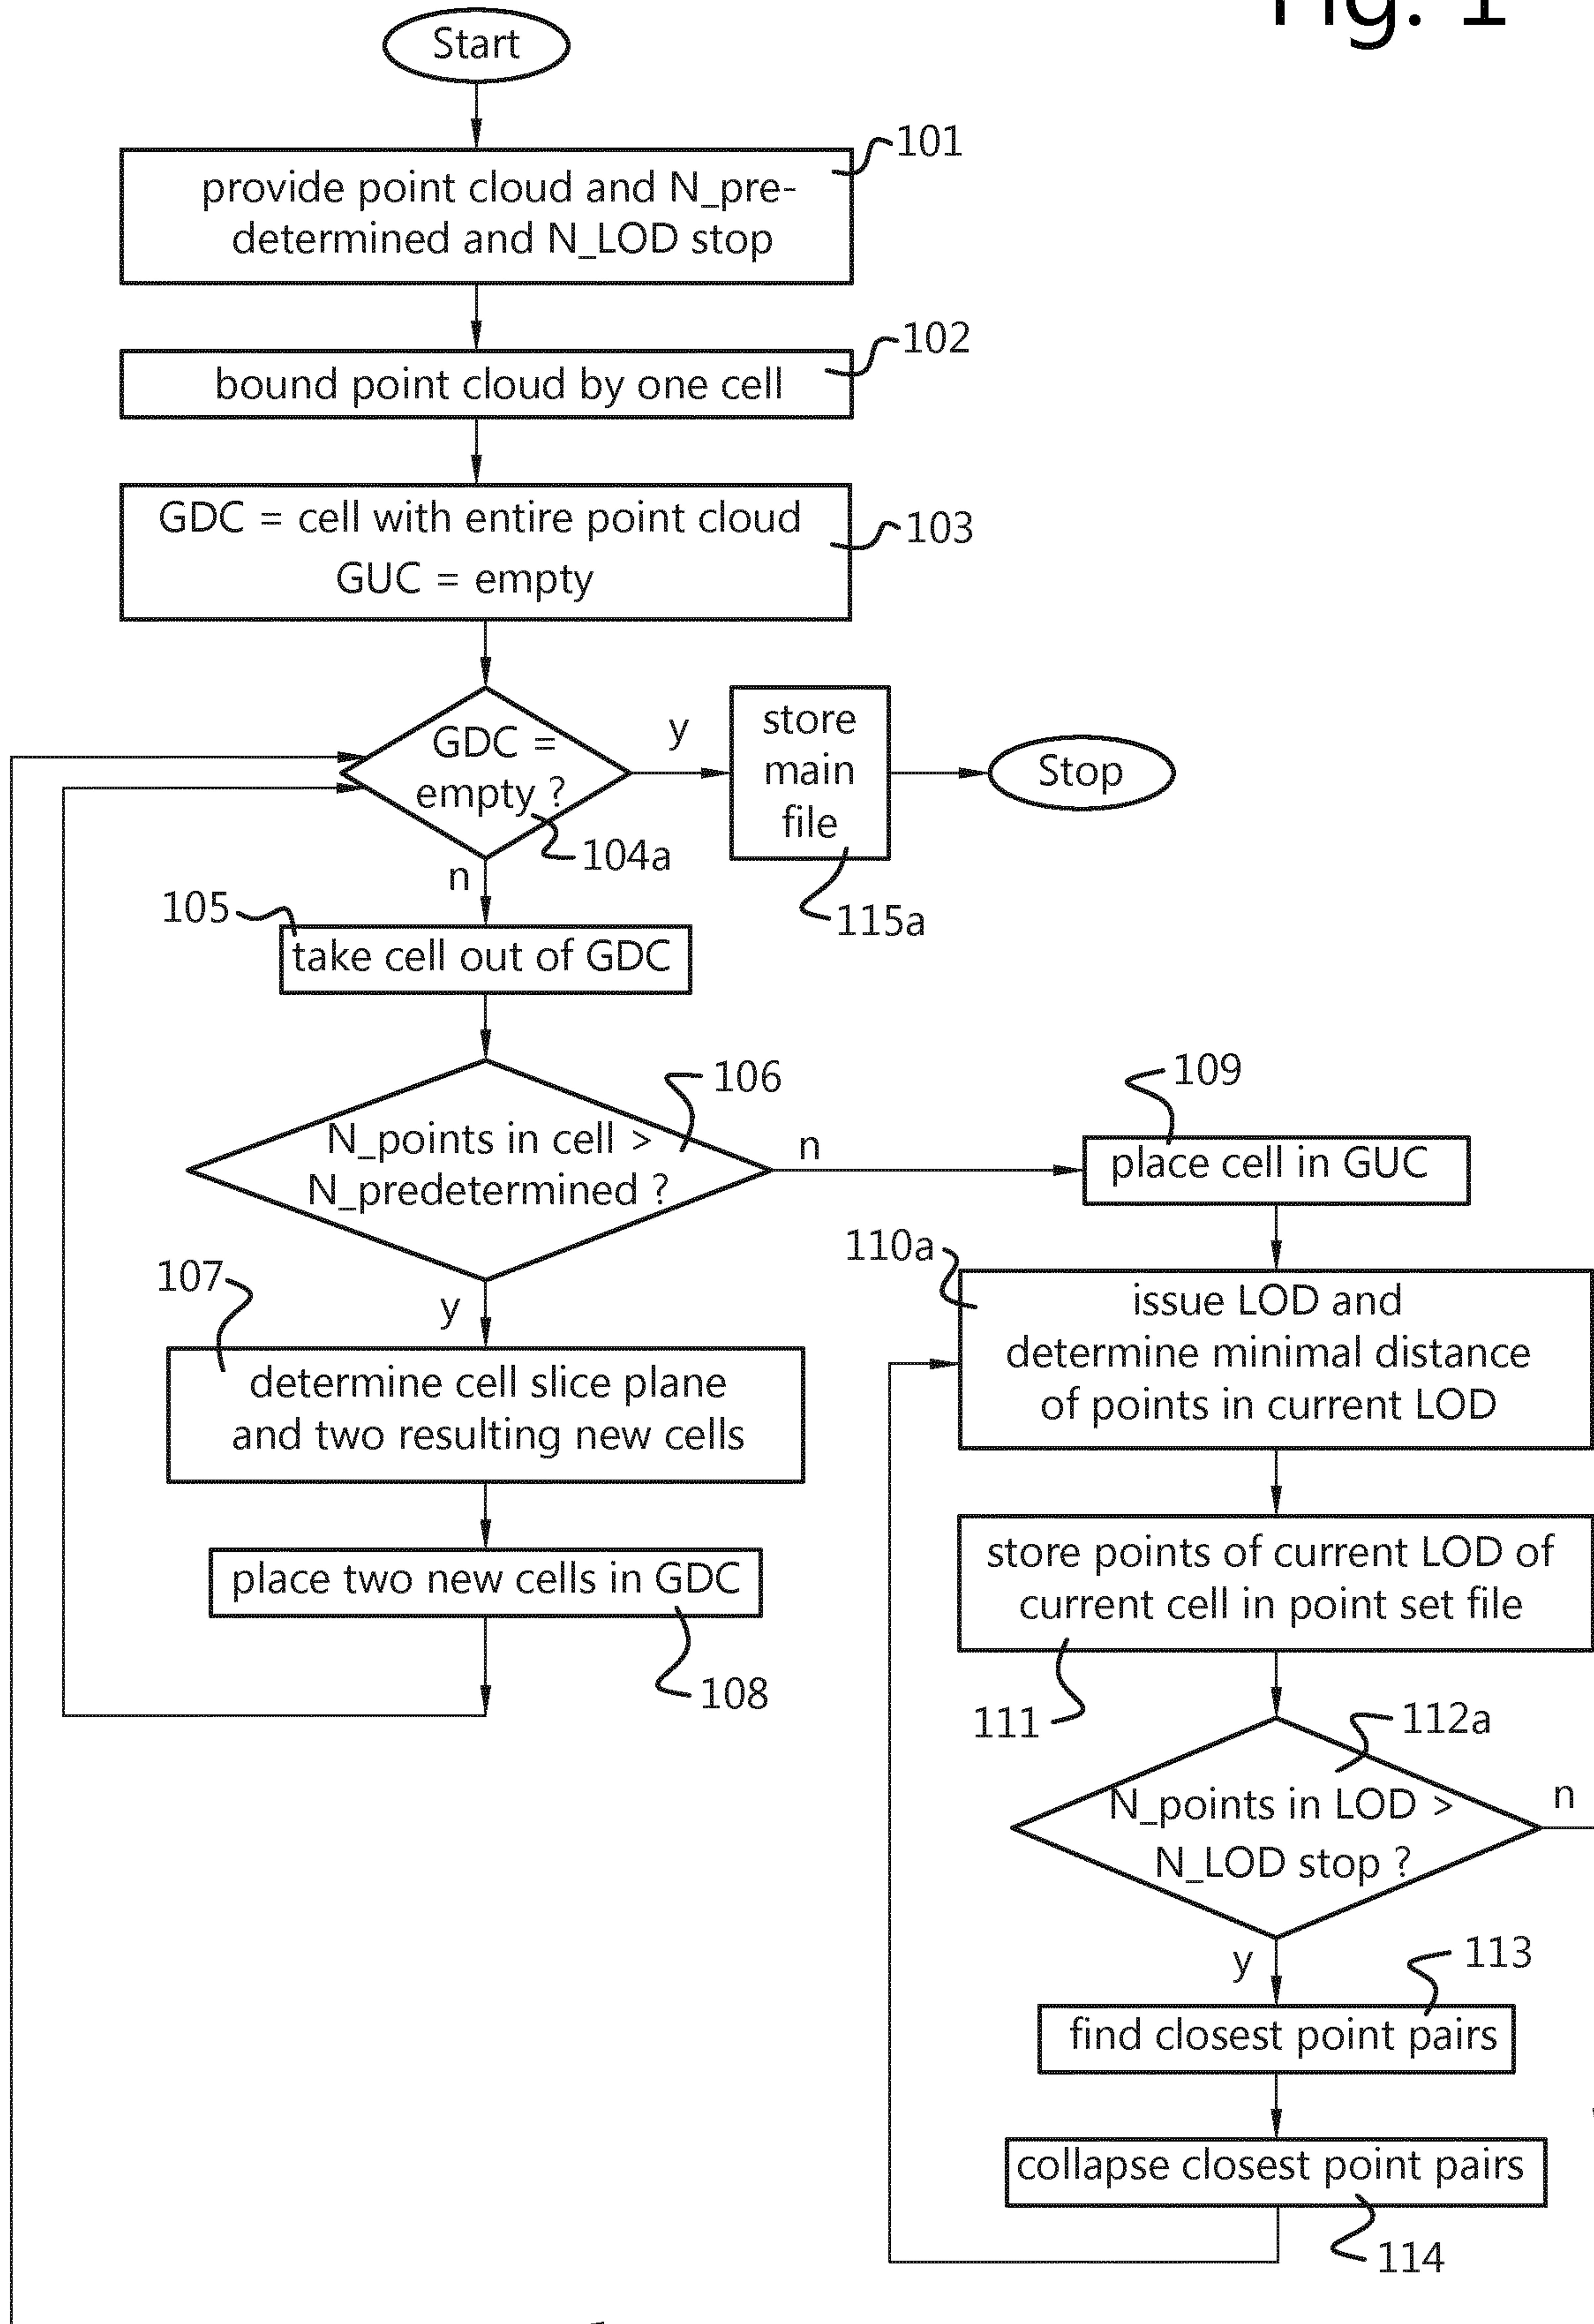 Fig. 1
Start
101
provide point cloud and N_pre-
determined and N_LOD stop
102
bound point cloud by one cell
GDC = cell with entire point cloud
103
GUC = empty
GDC =
empty ?
y
store
main
file
Stop
104a
n
115a
105
take cell out of GDC
106
N_points in cell >
N_predetermined ?
n
109
place cell in GUC
107
y
110a
issue LOD and
determine minimal distance
of points in current LOD
determine cell slice plane
and two resulting new cells
store points of current LOD of
current cell in point set file
place two new cells in GDC
108
111
112a
N_points in LOD >
N_LOD stop ?
n
y
113
find closest point pairs
collapse closest point pairs
114